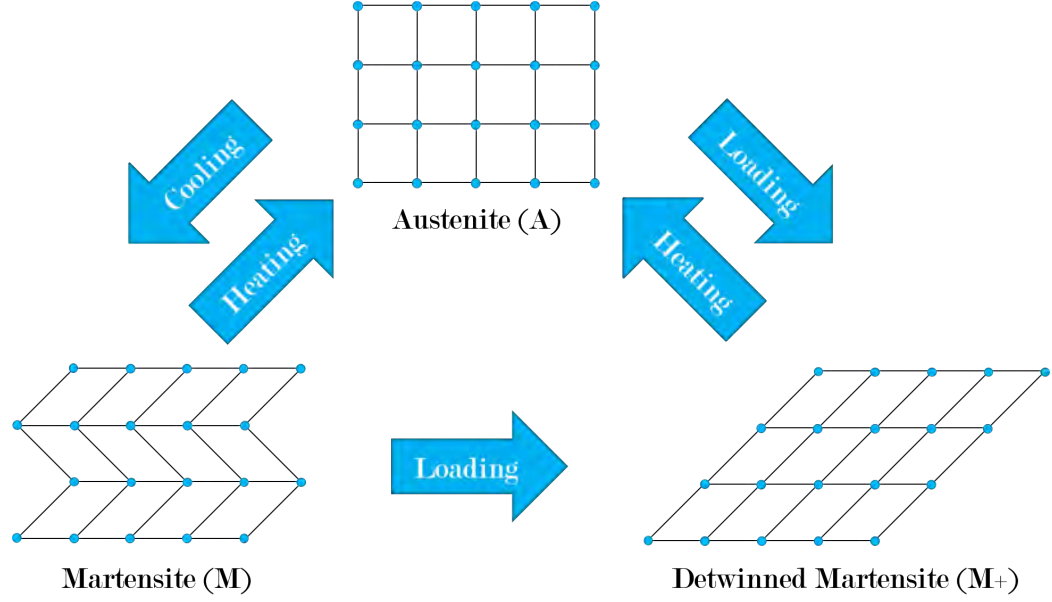 Cooling
Heating
Austenite (A)
Loading
Heating
Martensite (M)
Loading
Detwinned Martensite (M+)